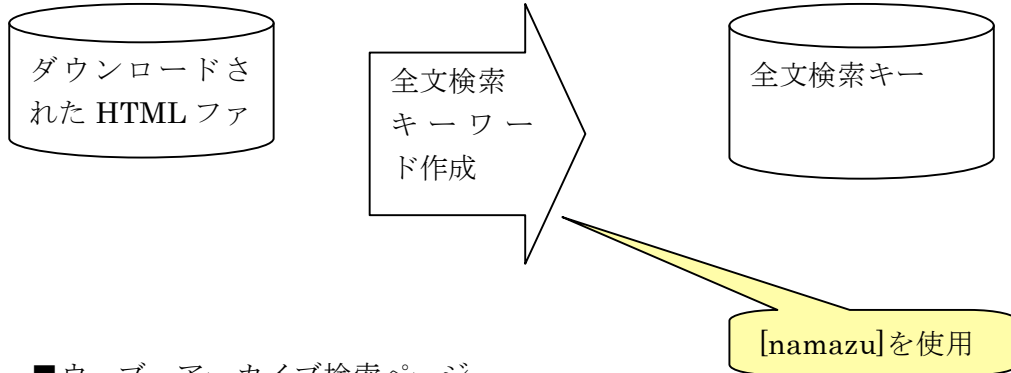 ダウンロードさ
れた HTML ファ
全文検索
キーワー
ド作成
全文検索キー
[namazu]を使用
■ウェブ・アーカイブ検索ページ